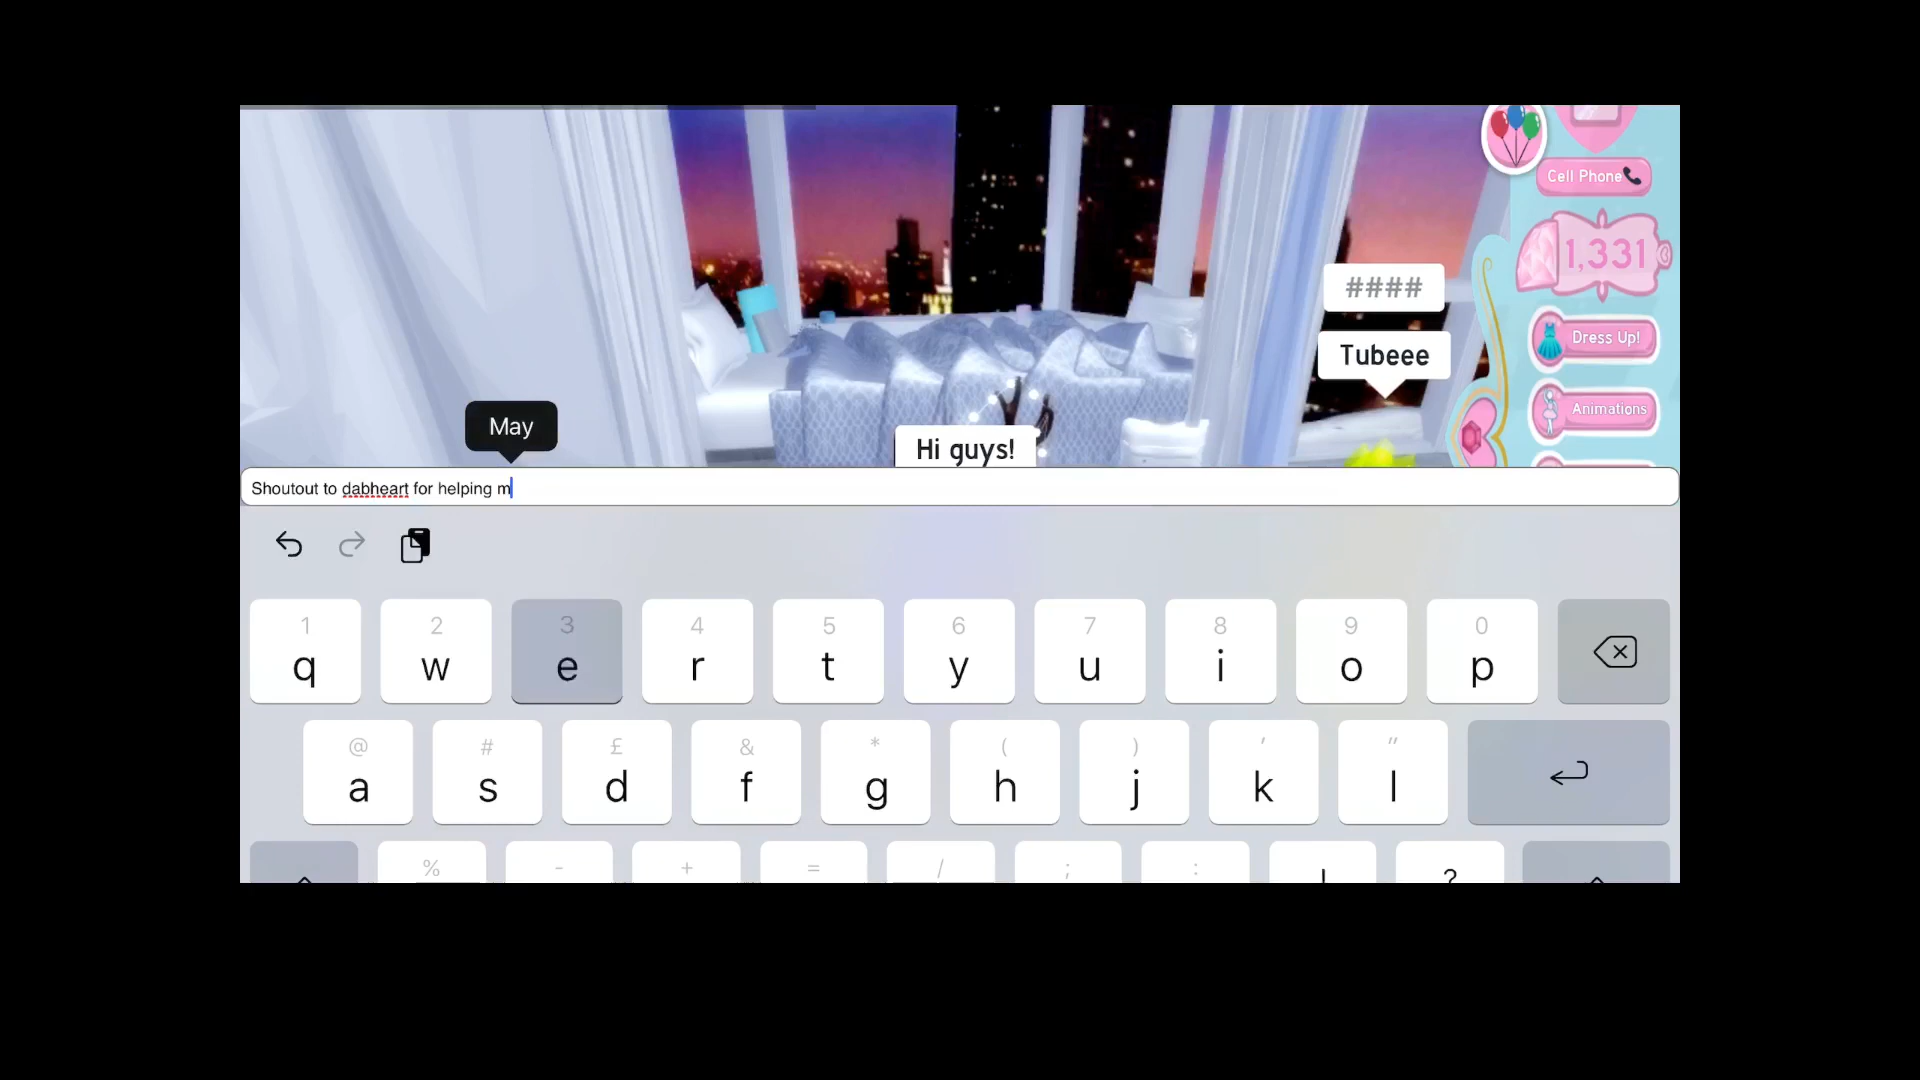 Cell Phone
1,331
####
Dress Up!
Tubeee
Animations
May
Hi guys!
Shoutout to dabheart for helping m
1 2 3 4 5 6 7 8 9 0
q w e r t y u i o p
@ # £ & * ( ) ' "
a s d f g h j k l
% - + = / ; : ! ?